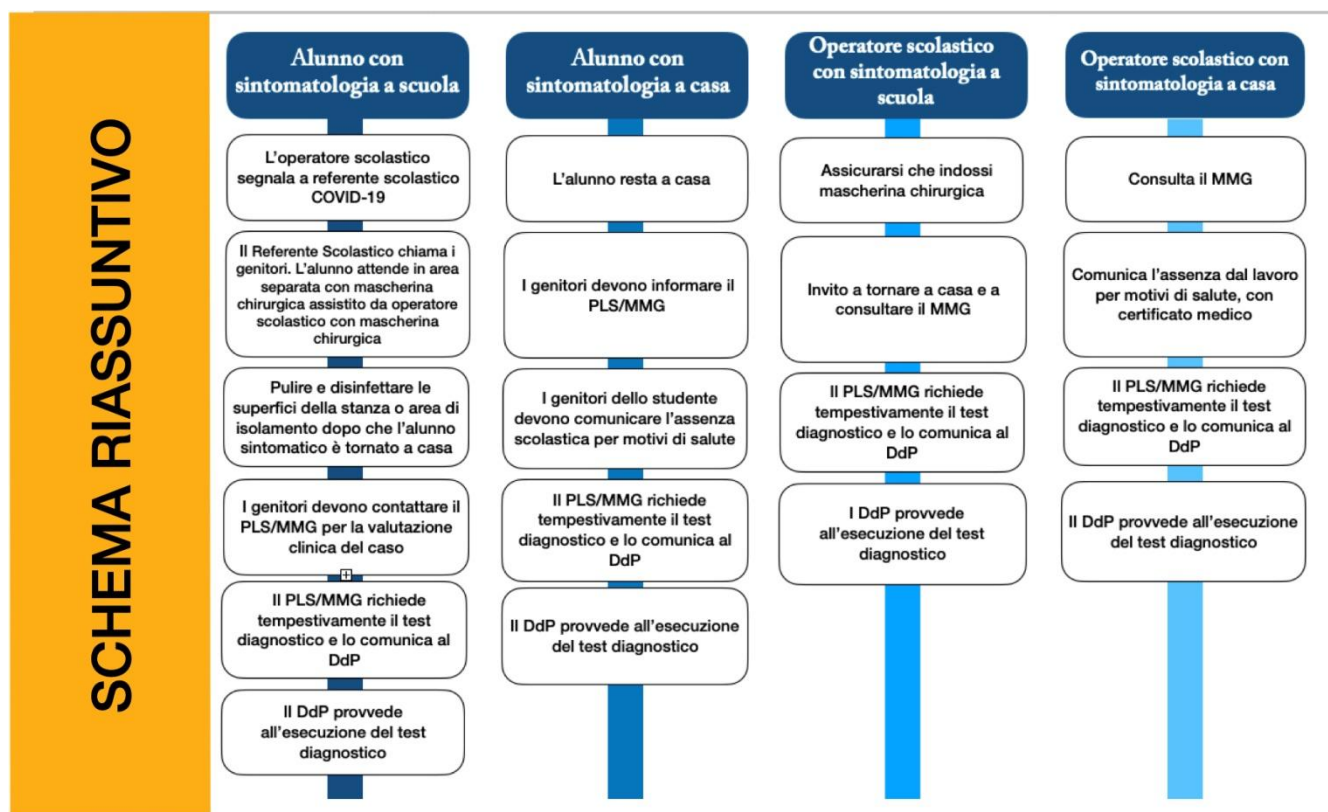 SCHEMA RIASSUNTIVO
Alunno con
sintomatologia a scuola
L'operatore scolastico
segnala a referente scolastico
COVID-19
Il Referente Scolastico chiama i
genitori. L'alunno attende in area
separata con mascherina
chirurgica assistito da operatore
scolastico con mascherina
chirurgica
Pulire e disinfettare le
superfici della stanza o area di
isolamento dopo che l'alunno
sintomatico è tornato a casa
I genitori devono contattare il
PLS/MMG per la valutazione
clinica del caso
Il PLS/MMG richiede
tempestivamente il test
diagnostico e lo comunica al
DdP
Il DdP provvede
all'esecuzione del test
diagnostico
Alunno con
sintomatologia a casa
L'alunno resta a casa
I genitori devono informare il
PLS/MMG
I genitori dello studente
devono comunicare l'assenza
scolastica per motivi di salute
Il PLS/MMG richiede
tempestivamente il test
diagnostico e lo comunica al
DdP
Il DdP provvede all'esecuzione
del test diagnostico
Operatore scolastico
con sintomatologia a
scuola
Assicurarsi che indossi
mascherina chirurgica
Invito a tornare a casa e a
consultare il MMG
Il PLS/MMG richiede
tempestivamente il test
diagnostico e lo comunica al
DdP
I DdP provvede
all'esecuzione del test
diagnostico
Operatore scolastico con
sintomatologia a casa
Consulta il MMG
Comunica l'assenza dal lavoro
per motivi di salute, con
certificato medico
Il PLS/MMG richiede
tempestivamente il test
diagnostico e lo comunica al
DdP
Il DdP provvede all'esecuzione
del test diagnostico